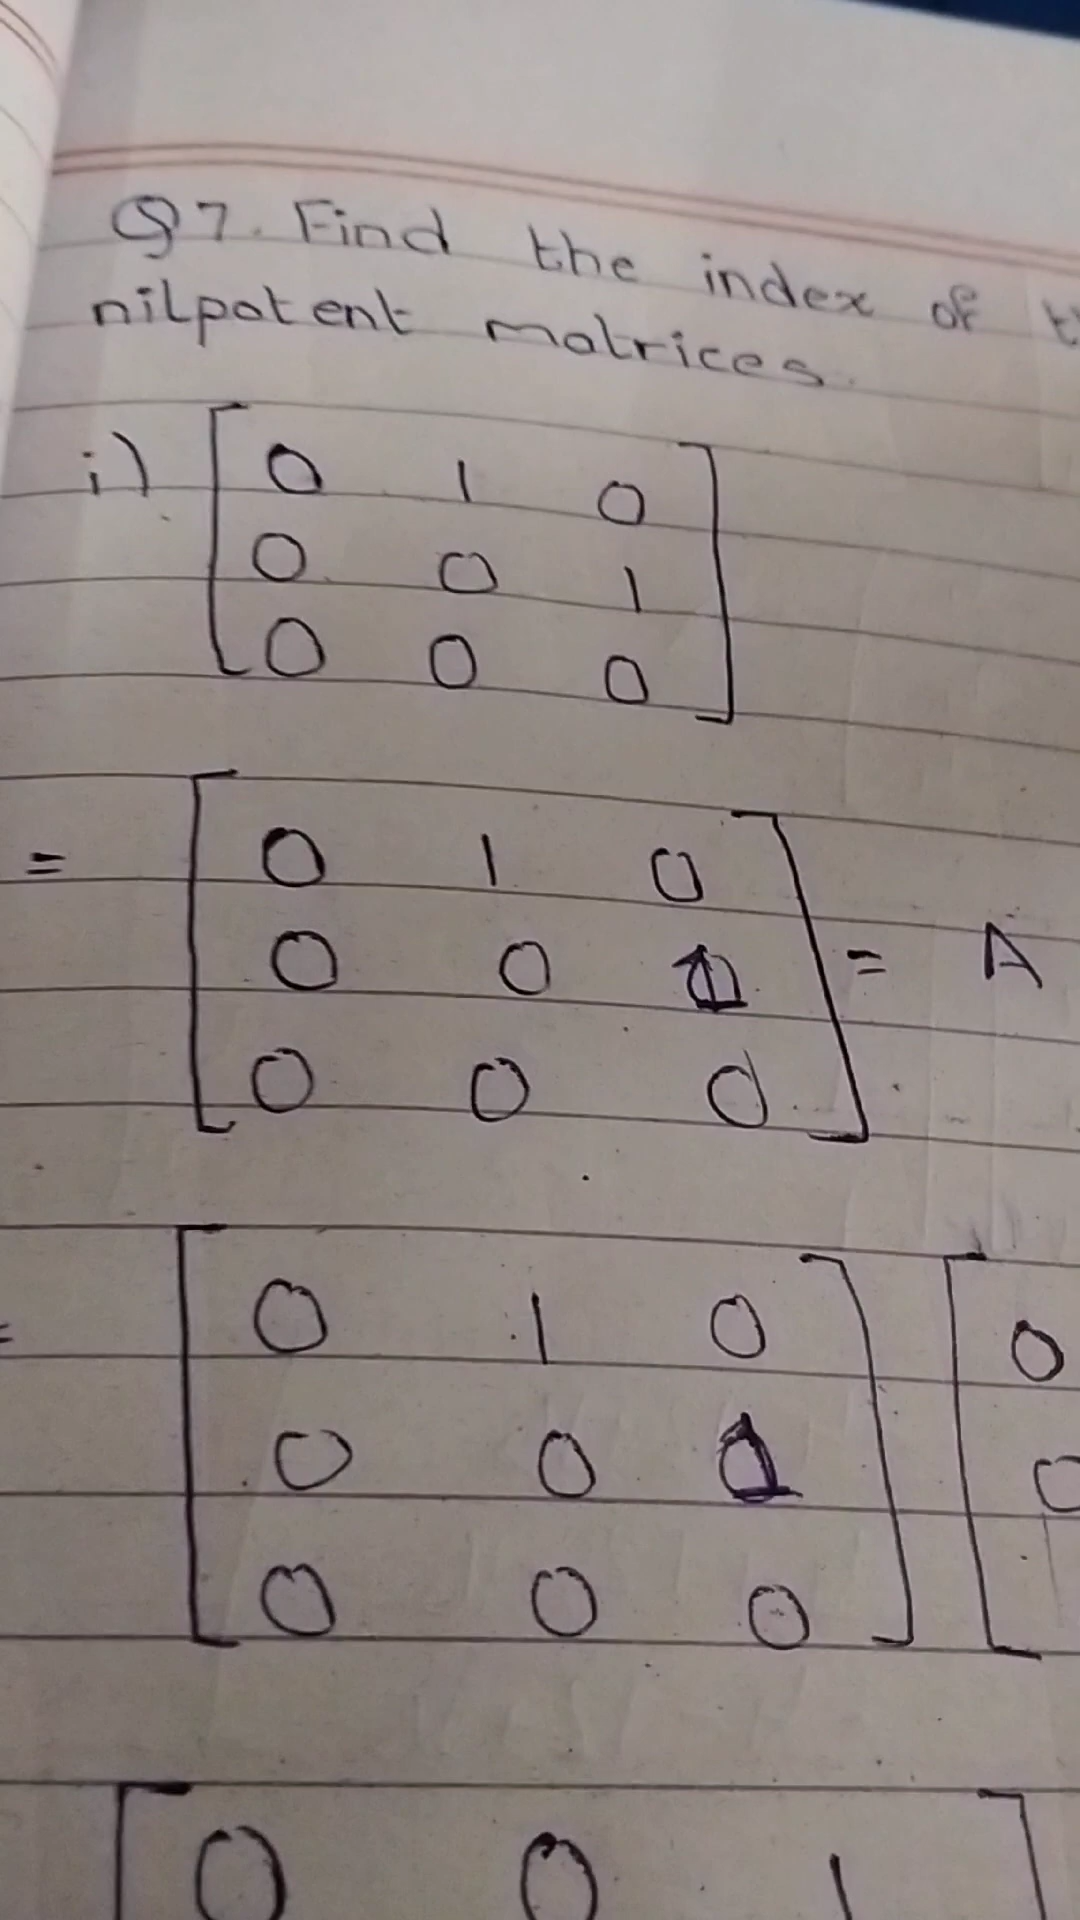 Q7. Find the index of
nilpotent matrices.
i) [ 0 1 0 ]
0 0 1
0 0 0
= [ 0 1 0 ]
0 0 1 = A
0 0 0
= [ 0 1 0 ] [ 0
0 0 1 0
0 0 0
[ 0 0 1 ]